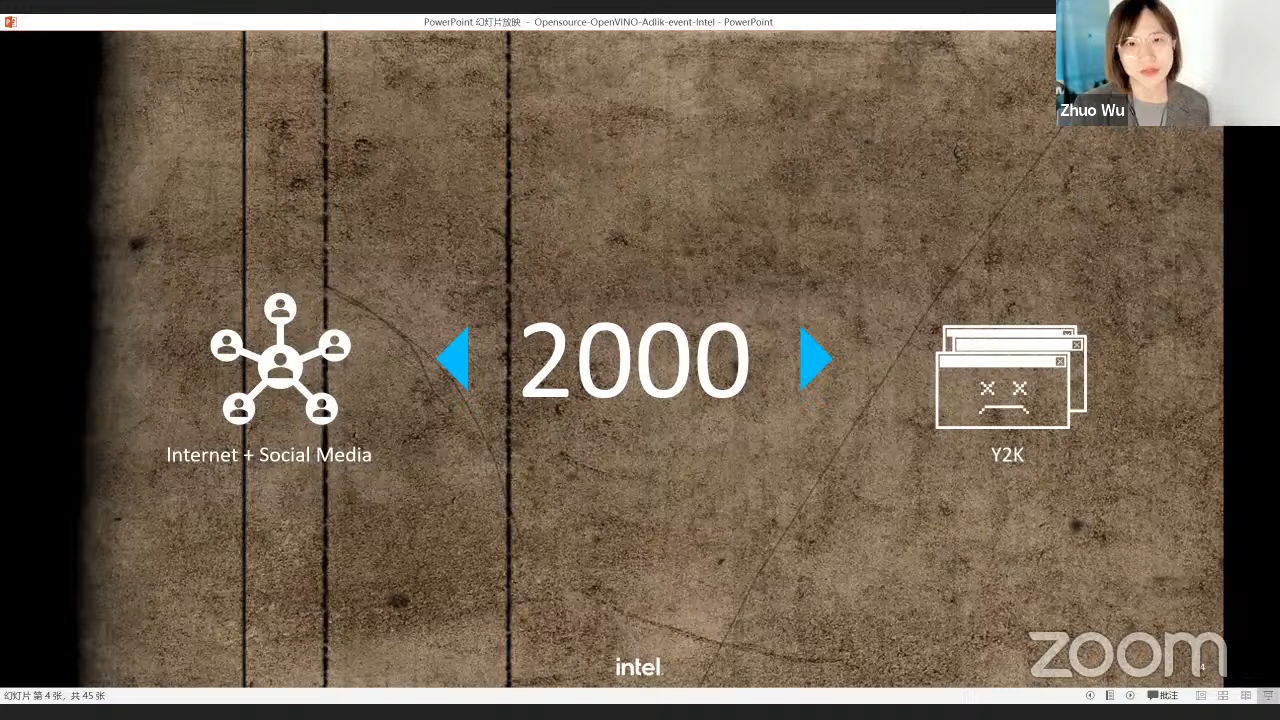 PowerPoint 幻灯片放映 - Opensource-OpenVINO-Adlik-event-Intel - PowerPoint
Zhuo Wu
2000
Internet + Social Media
Y2K
intel
zoom
4
幻灯片 第 4 张，共 45 张
批注